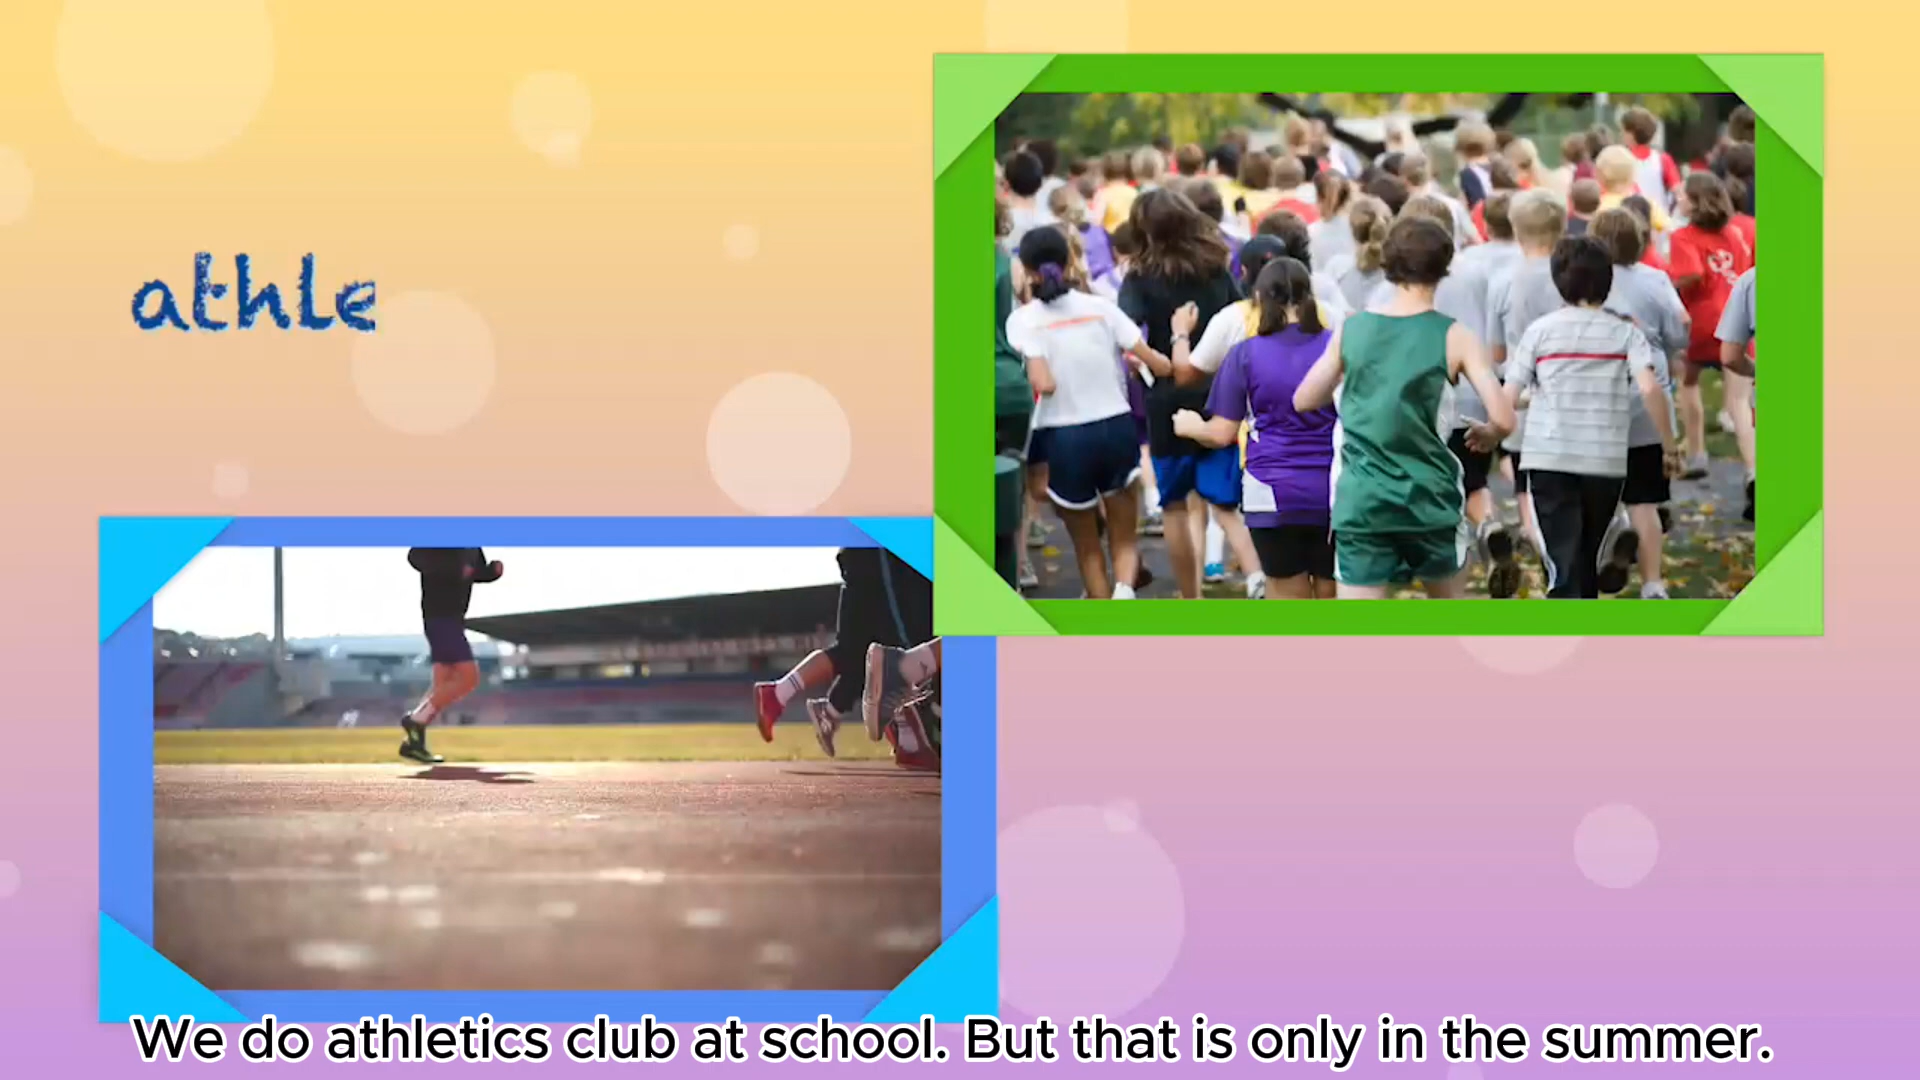 athle
We do athletics club at school. But that is only in the summer.